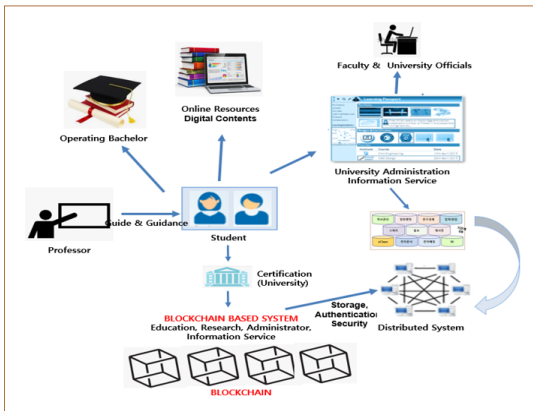 Faculty & University Officials
Online Resources
Digital Contents
Operating Bachelor
University Administration
Information Service
Guide & Guidance
Professor
Student
Certification
(University)
BLOCKCHAIN BASED SYSTEM
Education, Research, Administrator,
Information Service
Storage,
Authentication
Security
Distributed System
BLOCKCHAIN